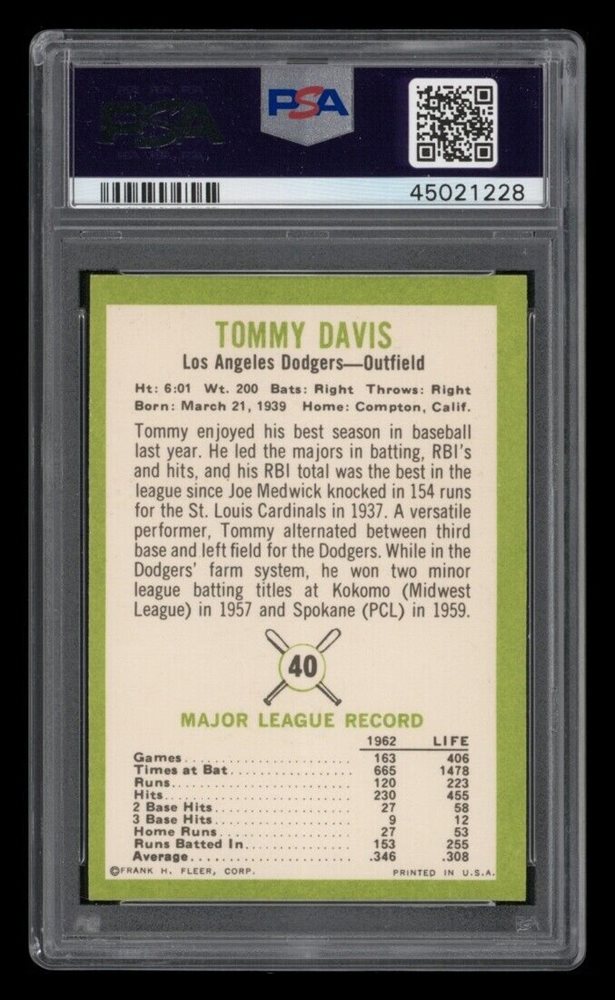 PSA
PSA
45021228
TOMMY DAVIS
Los Angeles Dodgers—Outfield
Ht: 6:01 Wt. 200 Bats: Right Throws: Right
Born: March 21, 1939 Home: Compton, Calif.
Tommy enjoyed his best season in baseball
last year. He led the majors in batting, RBI's
and hits, and his RBI total was the best in the
league since Joe Medwick knocked in 154 runs
for the St. Louis Cardinals in 1937. A versatile
performer, Tommy alternated between third
base and left field for the Dodgers. While in the
Dodgers' farm system, he won two minor
league batting titles at Kokomo (Midwest
League) in 1957 and Spokane (PCL) in 1959.
40
MAJOR LEAGUE RECORD
1962 LIFE
Games 163 406
Times at Bat 665 1478
Runs 120 223
Hits 230 455
2 Base Hits 27 58
3 Base Hits 9 12
Home Runs 27 53
Runs Batted In 153 255
Average .346 .308
©FRANK H. FLEER, CORP. PRINTED IN U.S.A.